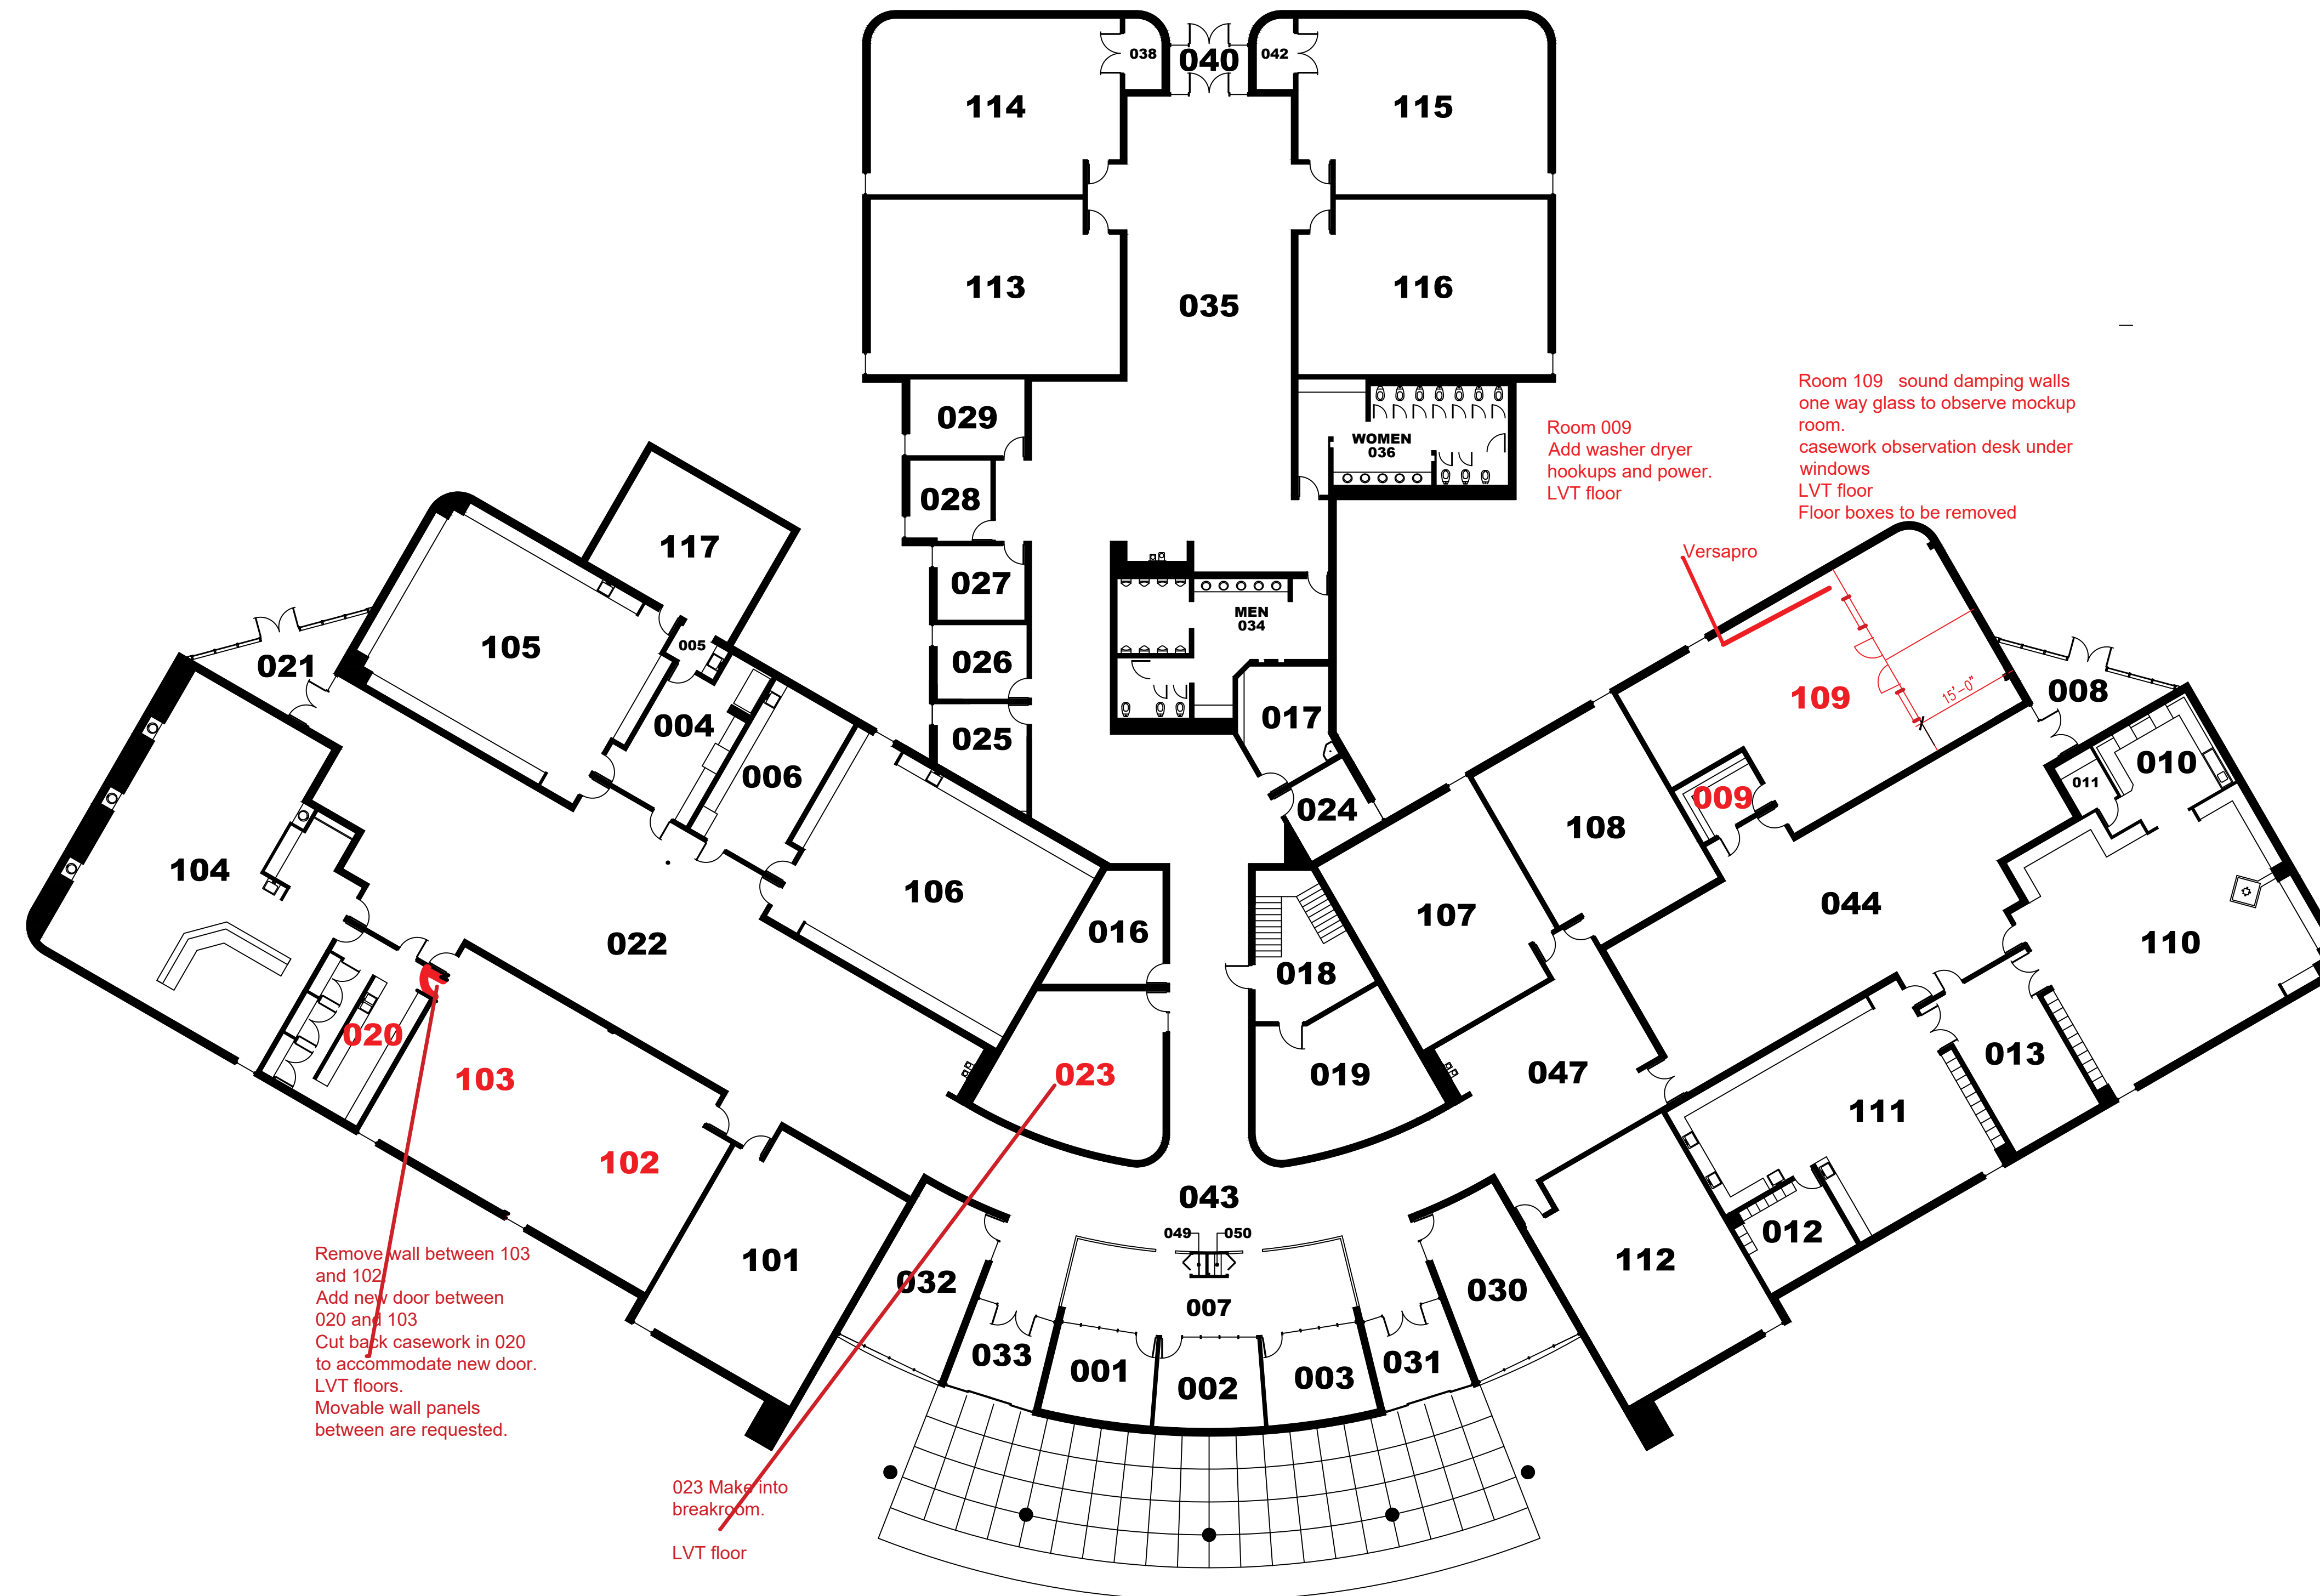 038
040
042
114
115
113
116
035
029
028
027
026
025
WOMEN
036
MEN
034
017
024
Room 009
Add washer dryer
hookups and power.
LVT floor
Room 109 sound damping walls
one way glass to observe mockup
room.
casework observation desk under
windows
LVT floor
Floor boxes to be removed
Versapro
117
105
005
021
004
006
104
106
022
016
020
103
023
102
101
032
018
019
107
108
009
109
15'-0"
008
010
011
044
110
013
047
111
012
112
043
049
050
007
033
001
002
003
031
030
Remove wall between 103
and 102.
Add new door between
020 and 103
Cut back casework in 020
to accommodate new door.
LVT floors.
Movable wall panels
between are requested.
023 Make into
breakroom.
LVT floor